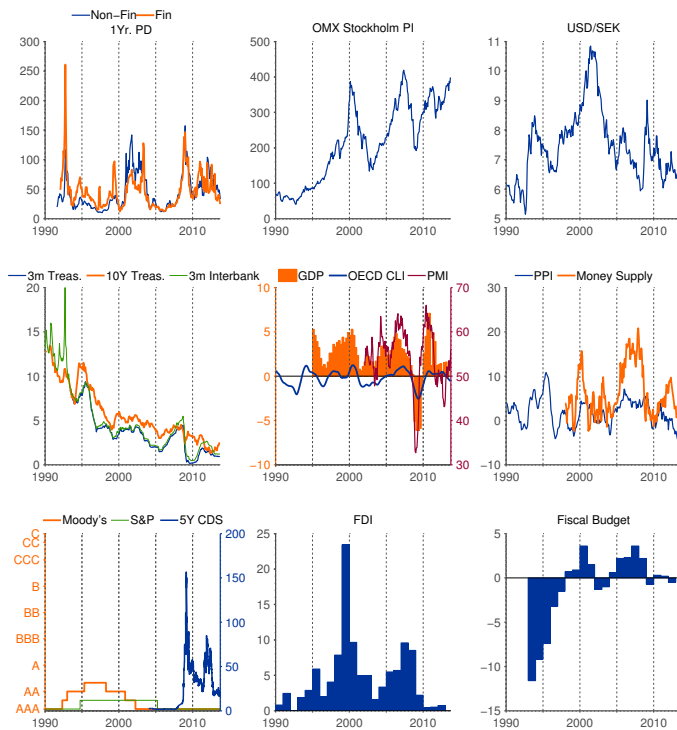 Non−Fin Fin
1Yr. PD
300
250
200
150
100
50
0
1990 2000 2010
OMX Stockholm PI
500
400
300
200
100
0
1990 2000 2010
USD/SEK
11
10
9
8
7
6
5
1990 2000 2010
3m Treas. 10Y Treas. 3m Interbank
20
15
10
5
0
1990 2000 2010
GDP OECD CLI PMI
10 70
5 60
0 50
−5 40
−10 30
1990 2000 2010
PPI Money Supply
30
20
10
0
−10
1990 2000 2010
Moody's S&P 5Y CDS
C 200
CC
CCC
150
B
BB 100
BBB
A 50
AA
AAA 0
1990 2000 2010
FDI
25
20
15
10
5
0
1990 2000 2010
Fiscal Budget
5
0
−5
−10
−15
1990 2000 2010